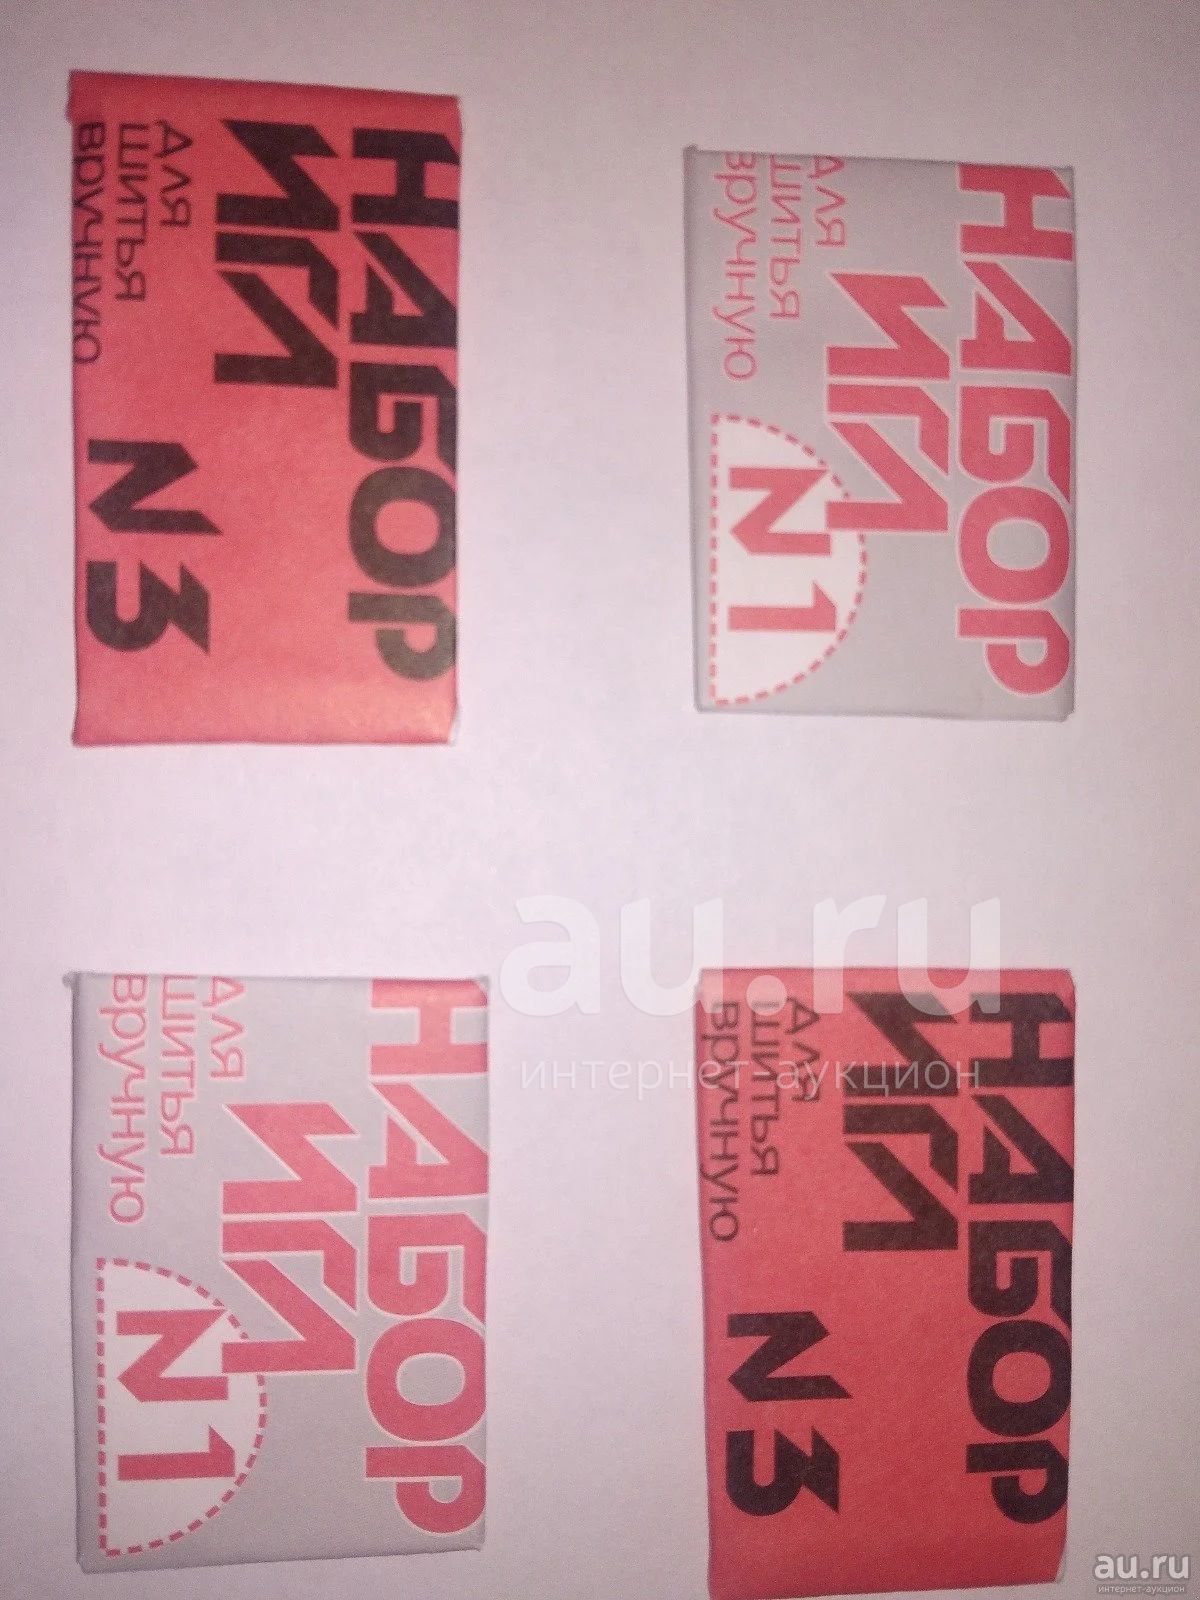 НАБОР
ИГЛ
ДЛЯ
ШИТЬЯ
ВРУЧНУЮ
N3
НАБОР
ИГЛ
ДЛЯ
ШИТЬЯ
ВРУЧНУЮ
N1
НАБОР
ИГЛ
ДЛЯ
ШИТЬЯ
ВРУЧНУЮ
N1
НАБОР
ИГЛ
ДЛЯ
ШИТЬЯ
ВРУЧНУЮ
N3
au.ru
интернет-аукцион
au.ru
интернет-аукцион